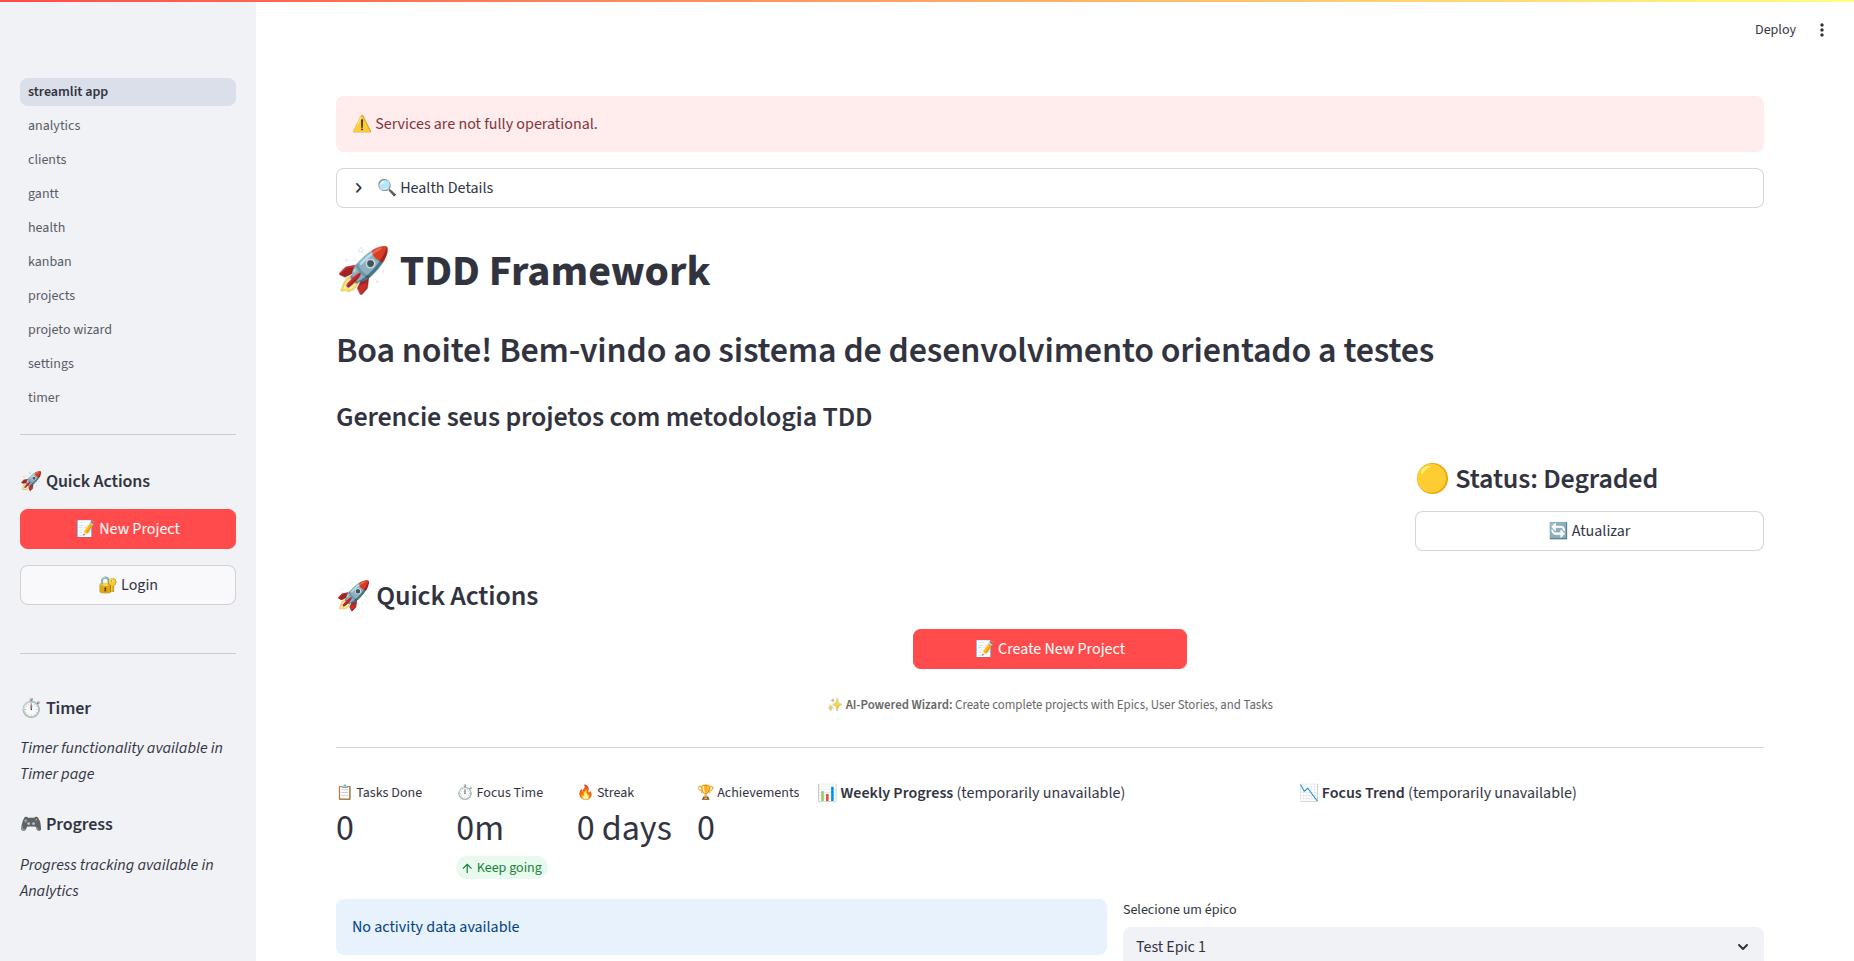 Deploy
streamlit app
analytics
clients
gantt
health
kanban
projects
projeto wizard
settings
timer
🚀 Quick Actions
📝 New Project
🔐 Login
⏱️ Timer
Timer functionality available in
Timer page
🎮 Progress
Progress tracking available in
Analytics
⚠️ Services are not fully operational.
🔍 Health Details
🚀 TDD Framework
Boa noite! Bem-vindo ao sistema de desenvolvimento orientado a testes
Gerencie seus projetos com metodologia TDD
🟡 Status: Degraded
🔄 Atualizar
🚀 Quick Actions
📝 Create New Project
✨ AI-Powered Wizard: Create complete projects with Epics, User Stories, and Tasks
📋 Tasks Done
0
⏱️ Focus Time
0m
↑ Keep going
🔥 Streak
0 days
🏆 Achievements
0
📊 Weekly Progress (temporarily unavailable)
📉 Focus Trend (temporarily unavailable)
No activity data available
Selecione um épico
Test Epic 1